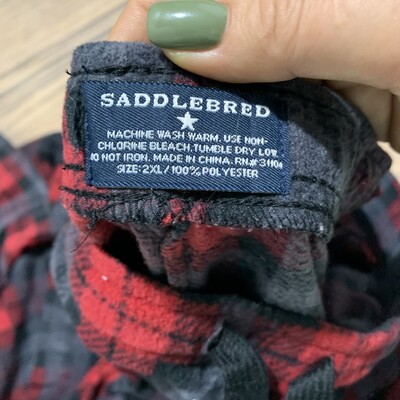 SADDLEBRED
MACHINE WASH WARM. USE NON-
CHLORINE BLEACH. TUMBLE DRY. LOW
DO NOT IRON. MADE IN CHINA. RN# 31104
SIZE: 2XL / 100% POLYESTER